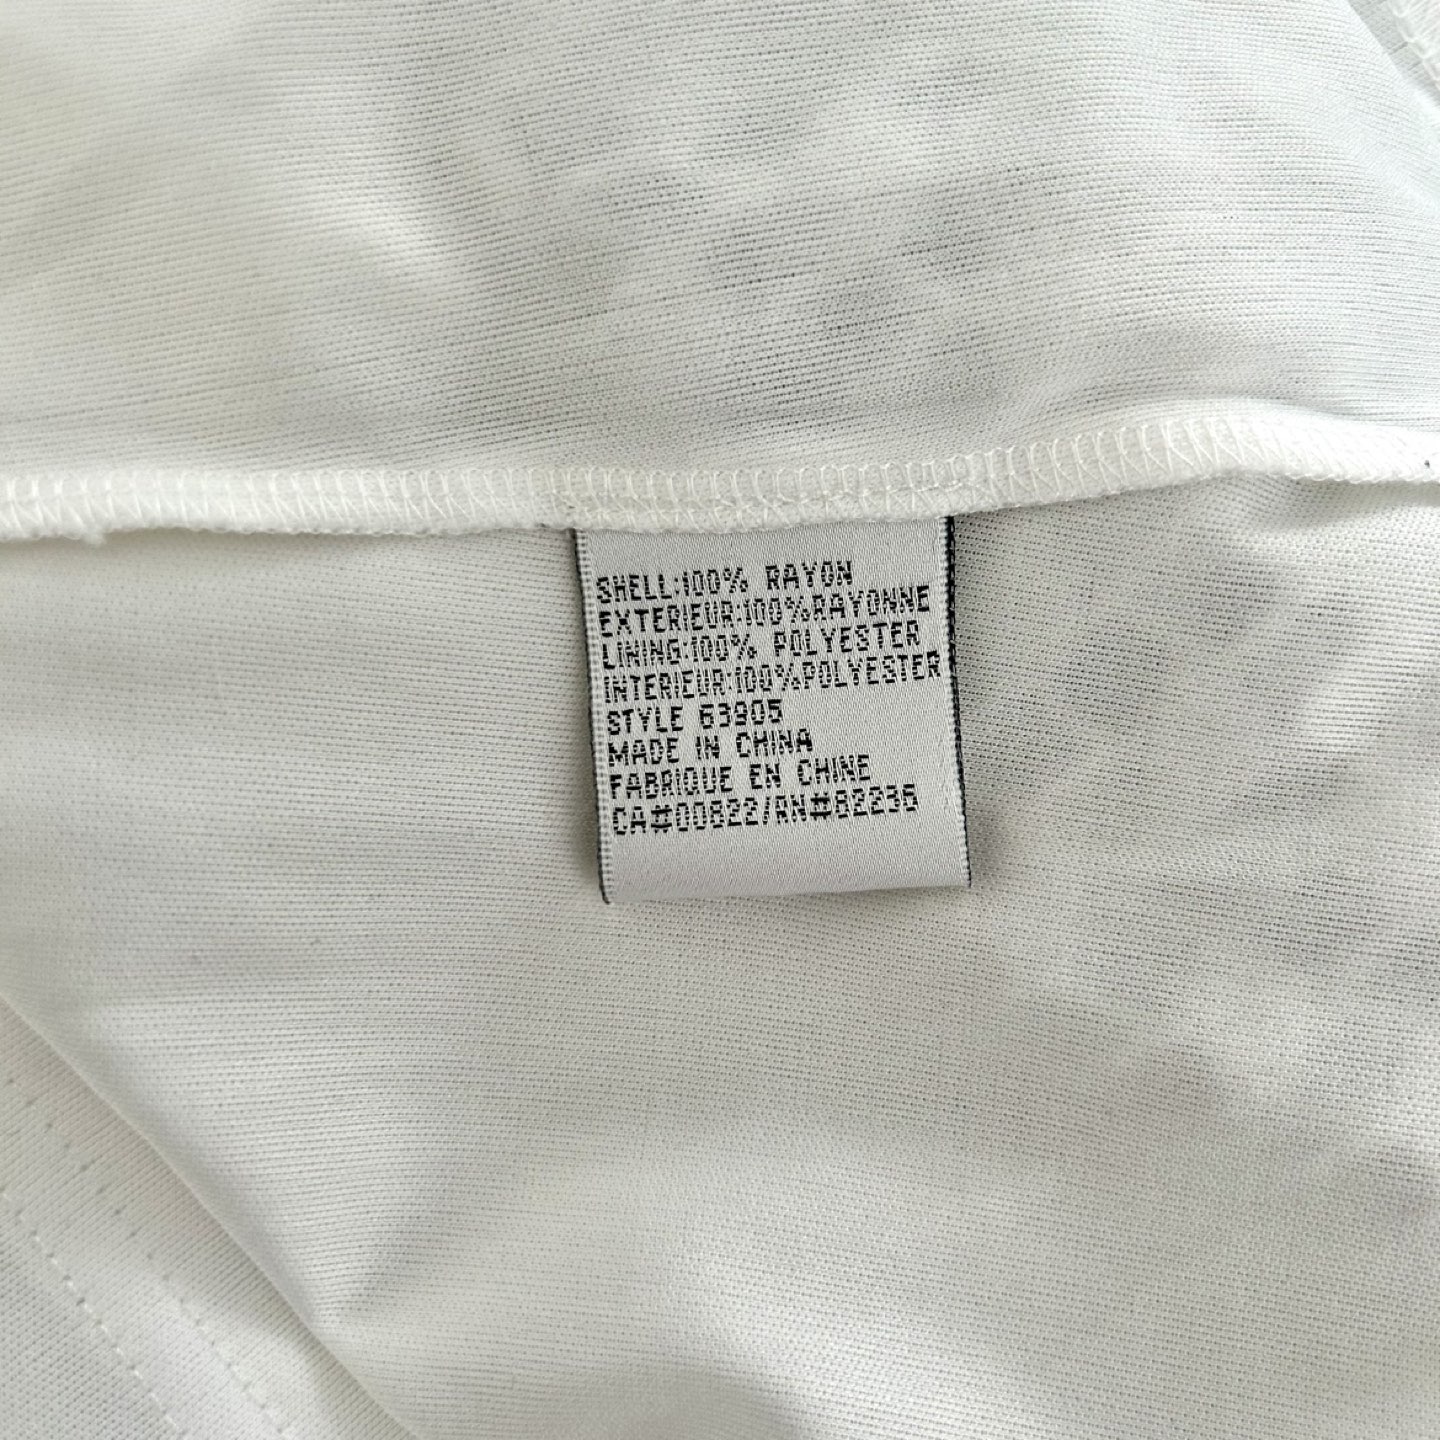 SHELL:100% RAYON
EXTERIEUR:100%RAYONNE
LINING:100% POLYESTER
INTERIEUR:100%POLYESTER
STYLE 63905
MADE IN CHINA
FABRIQUE EN CHINE
CA#00822/RN#82236